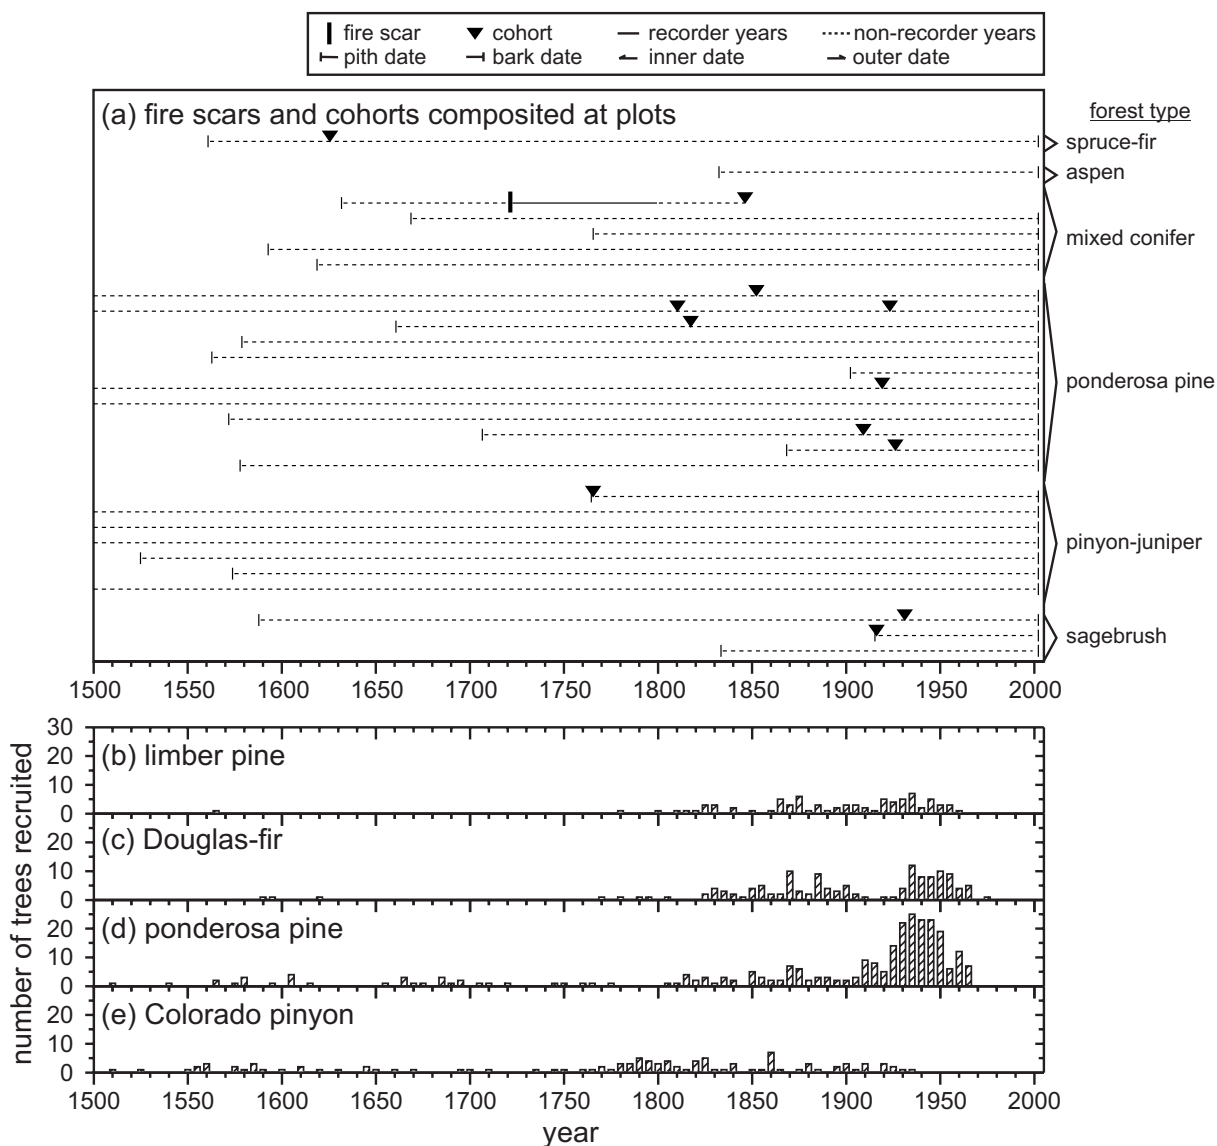 fire scar cohort recorder years non-recorder years
pith date bark date inner date outer date
(a) fire scars and cohorts composited at plots
forest type
spruce-fir
aspen
mixed conifer
ponderosa pine
pinyon-juniper
sagebrush
1500 1550 1600 1650 1700 1750 1800 1850 1900 1950 2000
number of trees recruited
30
20
10
0
(b) limber pine
20
10
0
(c) Douglas-fir
20
10
0
(d) ponderosa pine
20
10
0
(e) Colorado pinyon
1500 1550 1600 1650 1700 1750 1800 1850 1900 1950 2000
year